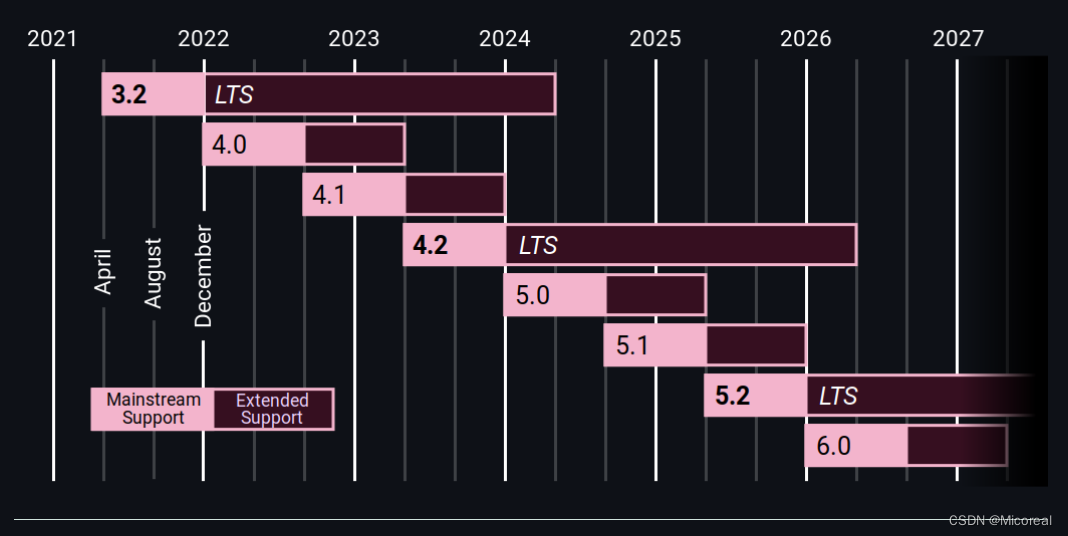 2021 2022 2023 2024 2025 2026 2027
3.2 LTS
4.0
4.1
4.2 LTS
5.0
5.1
5.2 LTS
6.0
April
August
December
Mainstream
Support
Extended
Support
CSDN @Micoreal